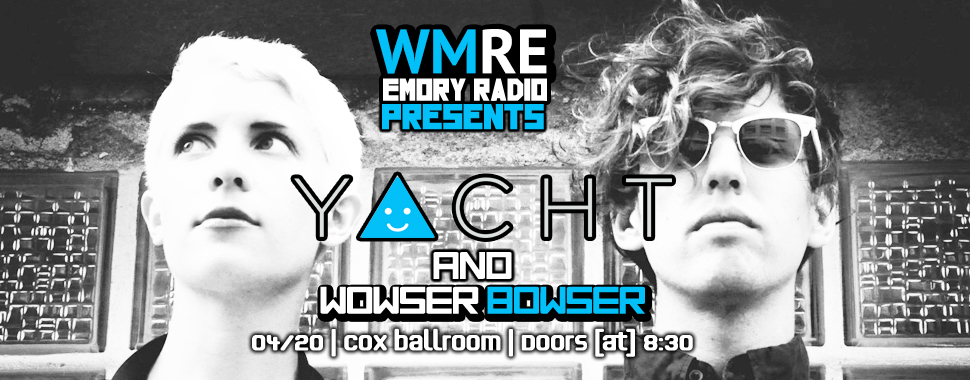 WMRE
EMORY RADIO
PRESENTS
YACHT
AND
WOWSER BOWSER
04/20 | cox ballroom | Doors [at] 8:30